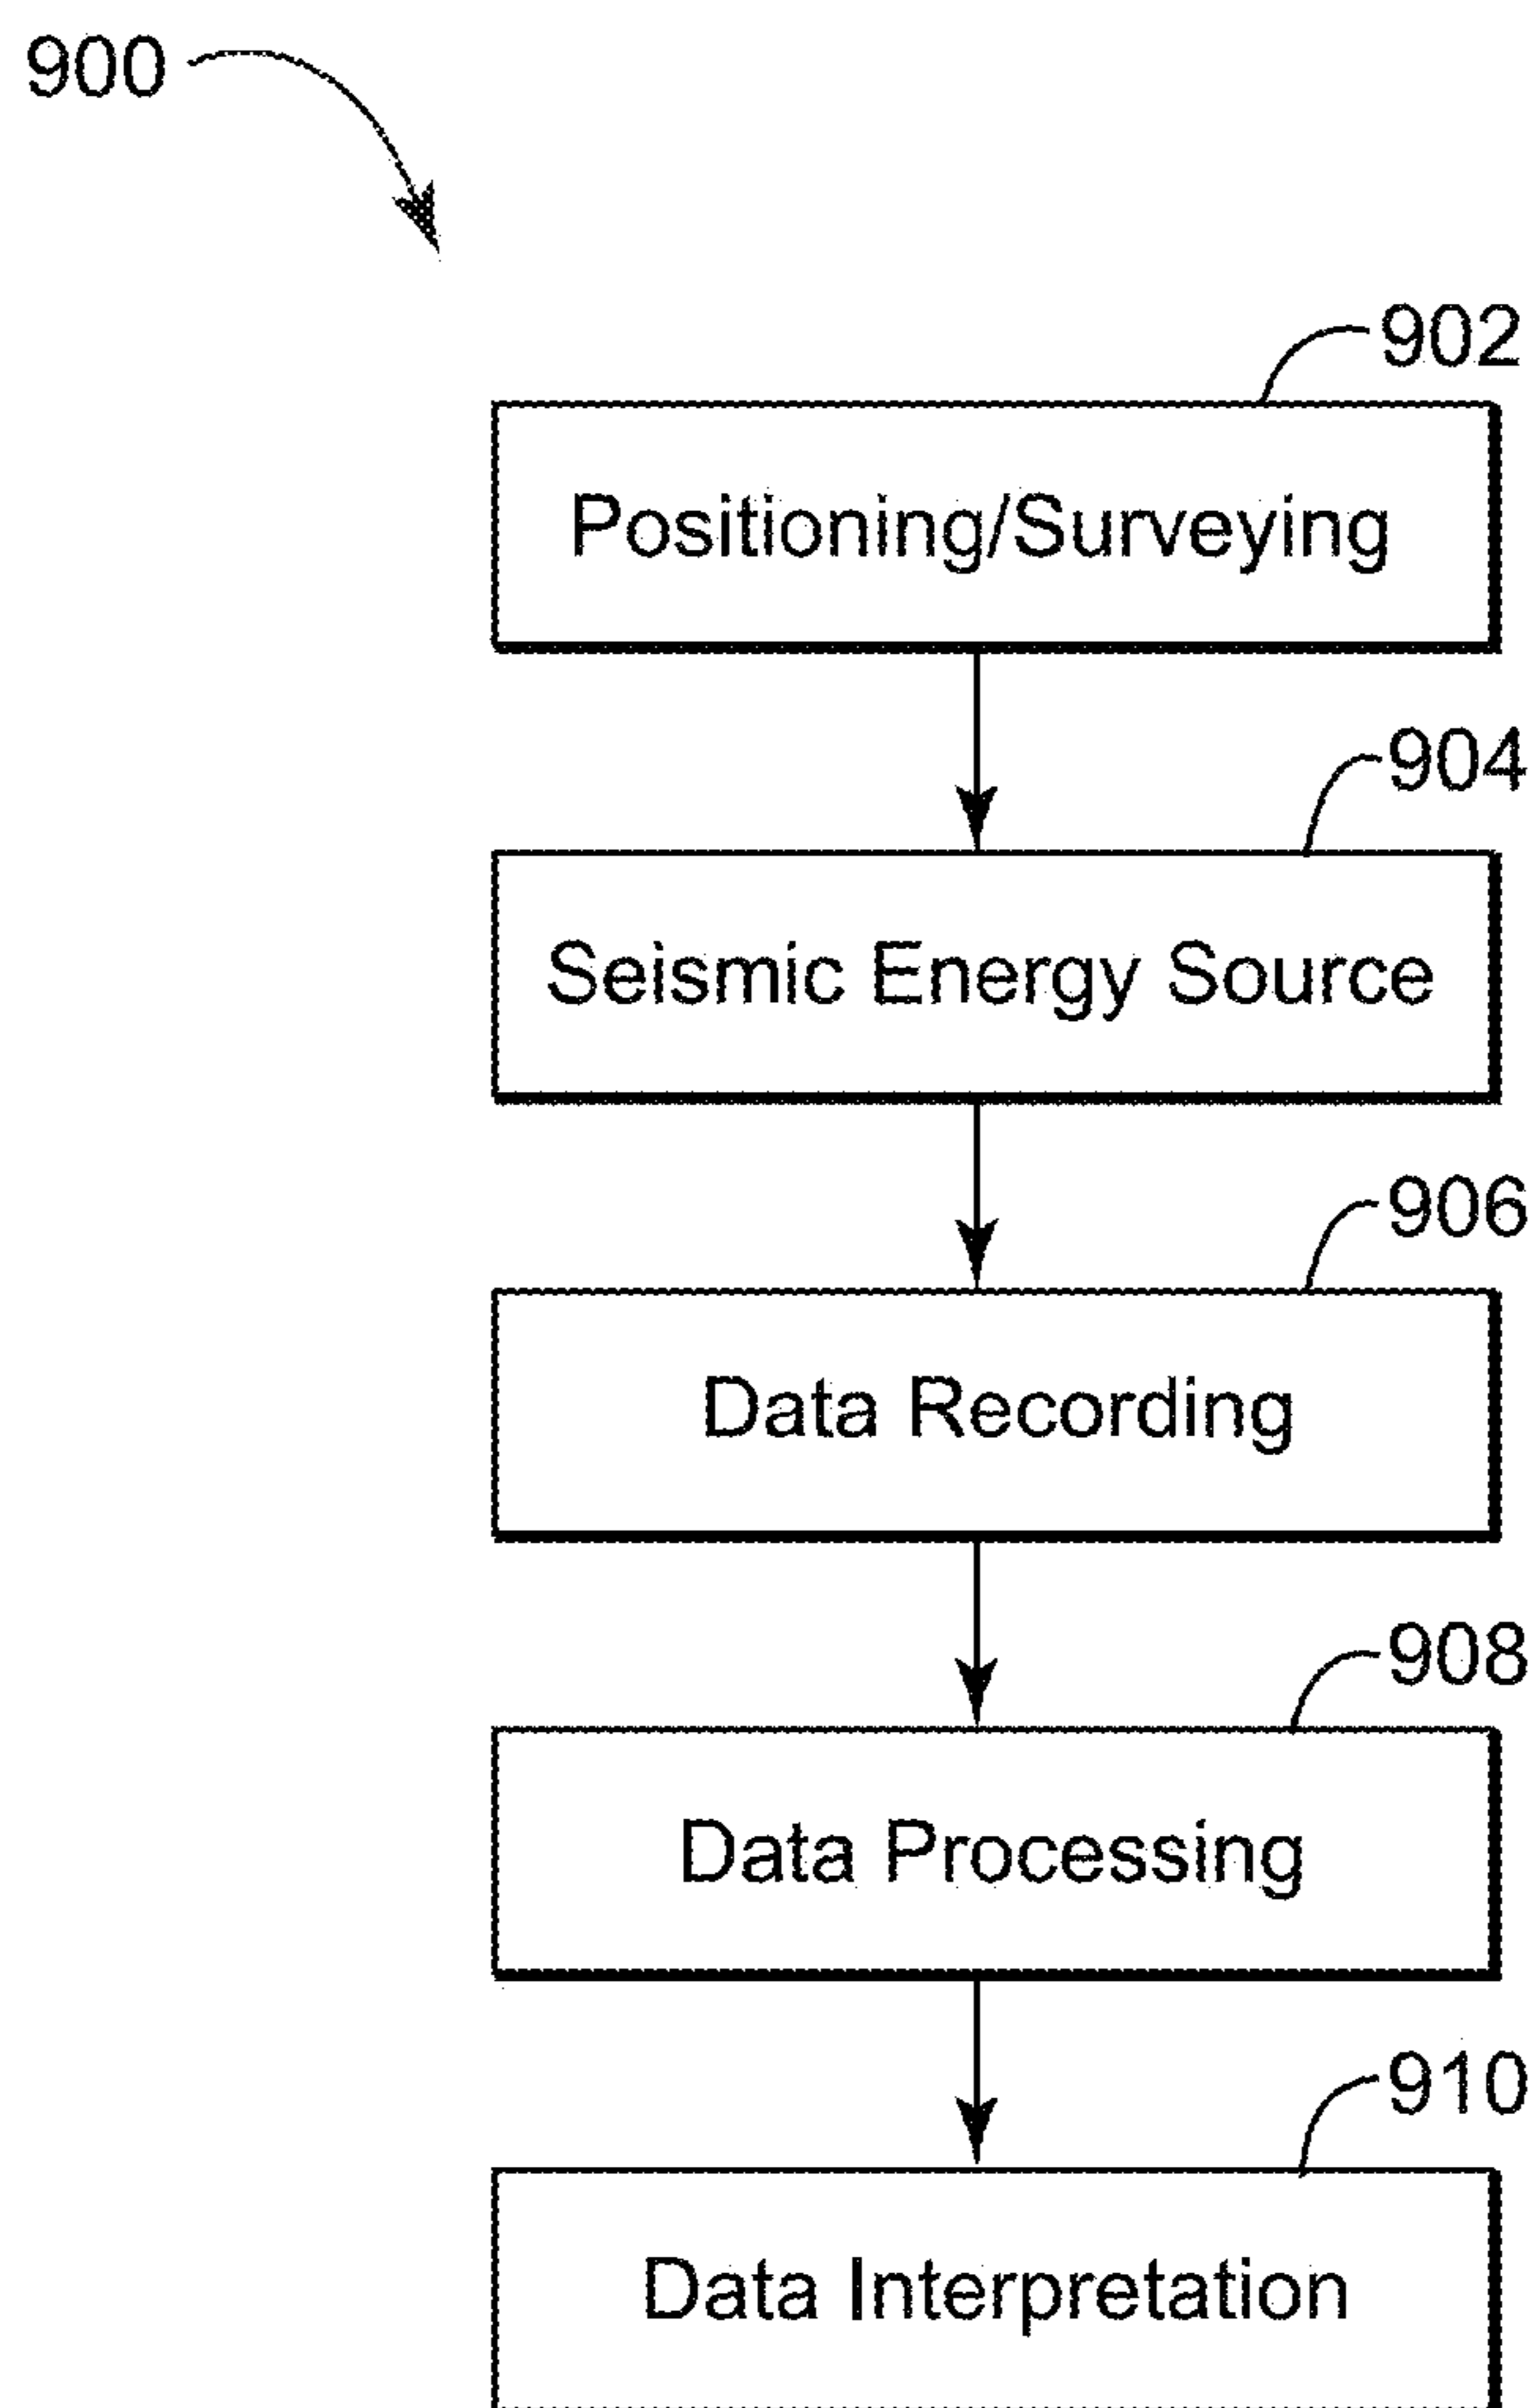 900
902
Positioning/Surveying
904
Seismic Energy Source
906
Data Recording
908
Data Processing
910
Data Interpretation